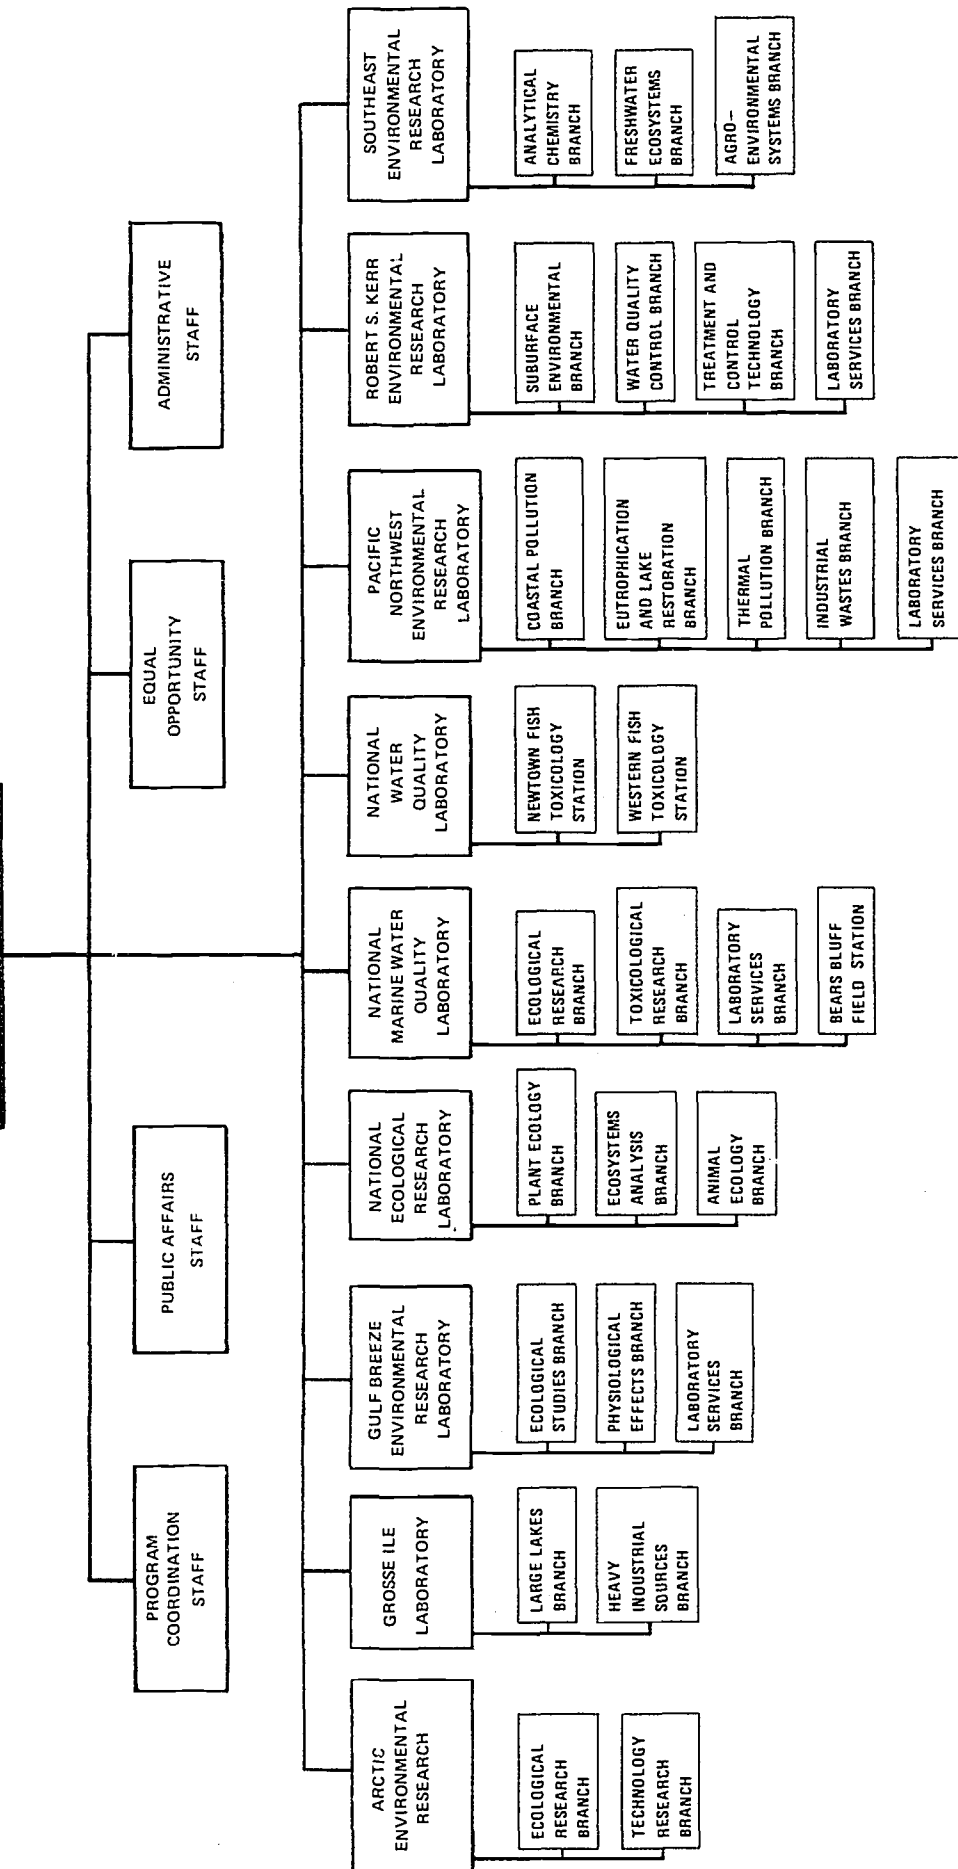 PROGRAM
COORDINATION
STAFF
PUBLIC AFFAIRS
STAFF
EQUAL
OPPORTUNITY
STAFF
ADMINISTRATIVE
STAFF
ARCTIC
ENVIRONMENTAL
RESEARCH
ECOLOGICAL
RESEARCH
BRANCH
TECHNOLOGY
RESEARCH
BRANCH
GROSSE ILE
LABORATORY
LARGE LAKES
BRANCH
HEAVY
INDUSTRIAL
SOURCES
BRANCH
GULF BREEZE
ENVIRONMENTAL
RESEARCH
LABORATORY
ECOLOGICAL
STUDIES BRANCH
PHYSIOLOGICAL
EFFECTS BRANCH
LABORATORY
SERVICES
BRANCH
NATIONAL
ECOLOGICAL
RESEARCH
LABORATORY
PLANT ECOLOGY
BRANCH
ECOSYSTEMS
ANALYSIS
BRANCH
ANIMAL
ECOLOGY
BRANCH
NATIONAL
MARINE WATER
QUALITY
LABORATORY
ECOLOGICAL
RESEARCH
BRANCH
TOXICOLOGICAL
RESEARCH
BRANCH
LABORATORY
SERVICES
BRANCH
BEARS BLUFF
FIELD STATION
NATIONAL
WATER
QUALITY
LABORATORY
NEWTOWN FISH
TOXICOLOGY
STATION
WESTERN FISH
TOXICOLOGY
STATION
PACIFIC
NORTHWEST
ENVIRONMENTAL
RESEARCH
LABORATORY
COASTAL POLLUTION
BRANCH
EUTROPHICATION
AND LAKE
RESTORATION
BRANCH
THERMAL
POLLUTION BRANCH
INDUSTRIAL
WASTES BRANCH
LABORATORY
SERVICES BRANCH
ROBERT S. KERR
ENVIRONMENTAL
RESEARCH
LABORATORY
SUBURFACE
ENVIRONMENTAL
BRANCH
WATER QUALITY
CONTROL BRANCH
TREATMENT AND
CONTROL
TECHNOLOGY
BRANCH
LABORATORY
SERVICES BRANCH
SOUTHEAST
ENVIRONMENTAL
RESEARCH
LABORATORY
ANALYTICAL
CHEMISTRY
BRANCH
FRESHWATER
ECOSYSTEMS
BRANCH
AGRO-
ENVIRONMENTAL
SYSTEMS BRANCH